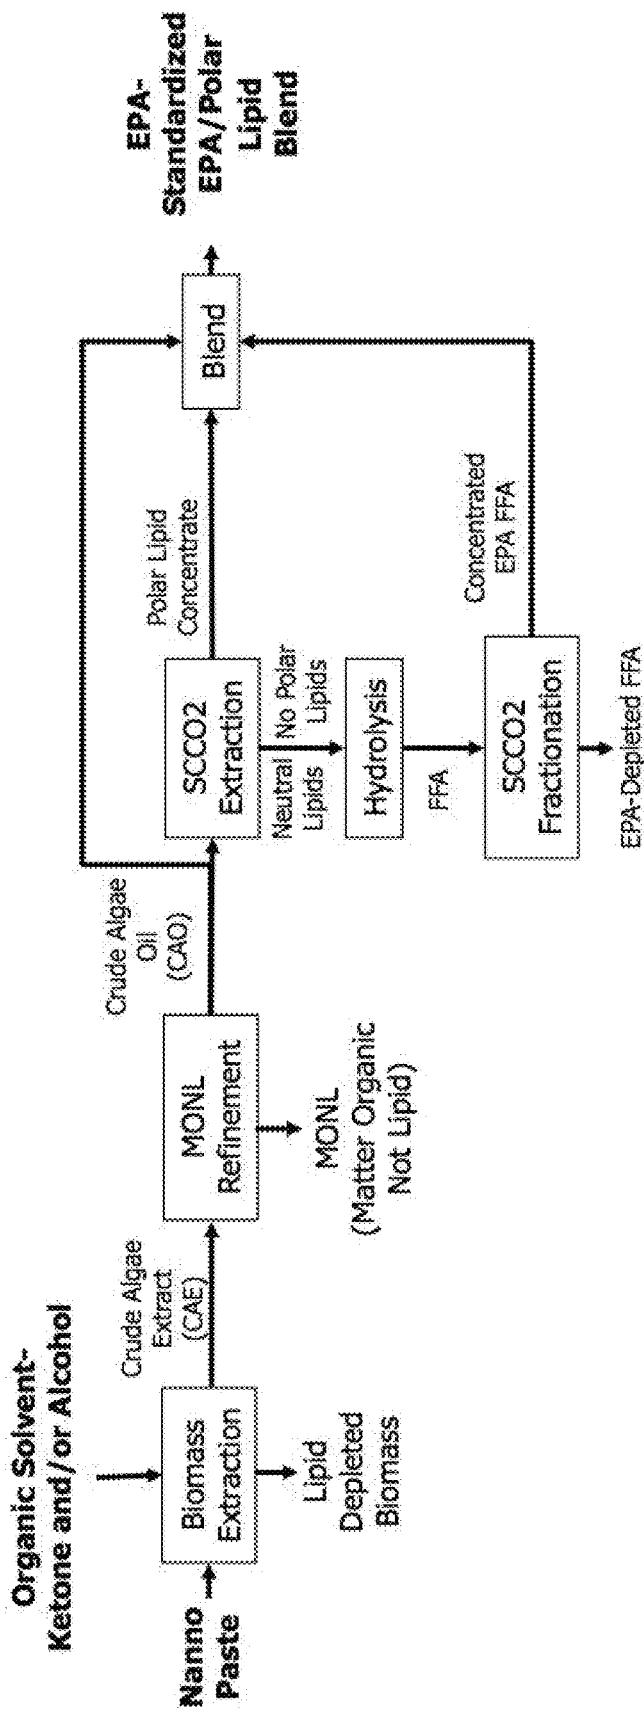 Organic Solvent-
Ketone and/or Alcohol
Nanno
Paste
Biomass
Extraction
Lipid
Depleted
Biomass
Crude Algae
Extract
(CAE)
MONL
Refinement
MONL
(Matter Organic
Not Lipid)
Crude Algae
Oil
(CAO)
SCCO2
Extraction
Polar Lipid
Concentrate
Neutral
Lipids
No Polar
Lipids
Hydrolysis
FFA
SCCO2
Fractionation
EPA-Depleted FFA
Concentrated
EPA FFA
Blend
EPA-
Standardized
EPA/Polar
Lipid
Blend